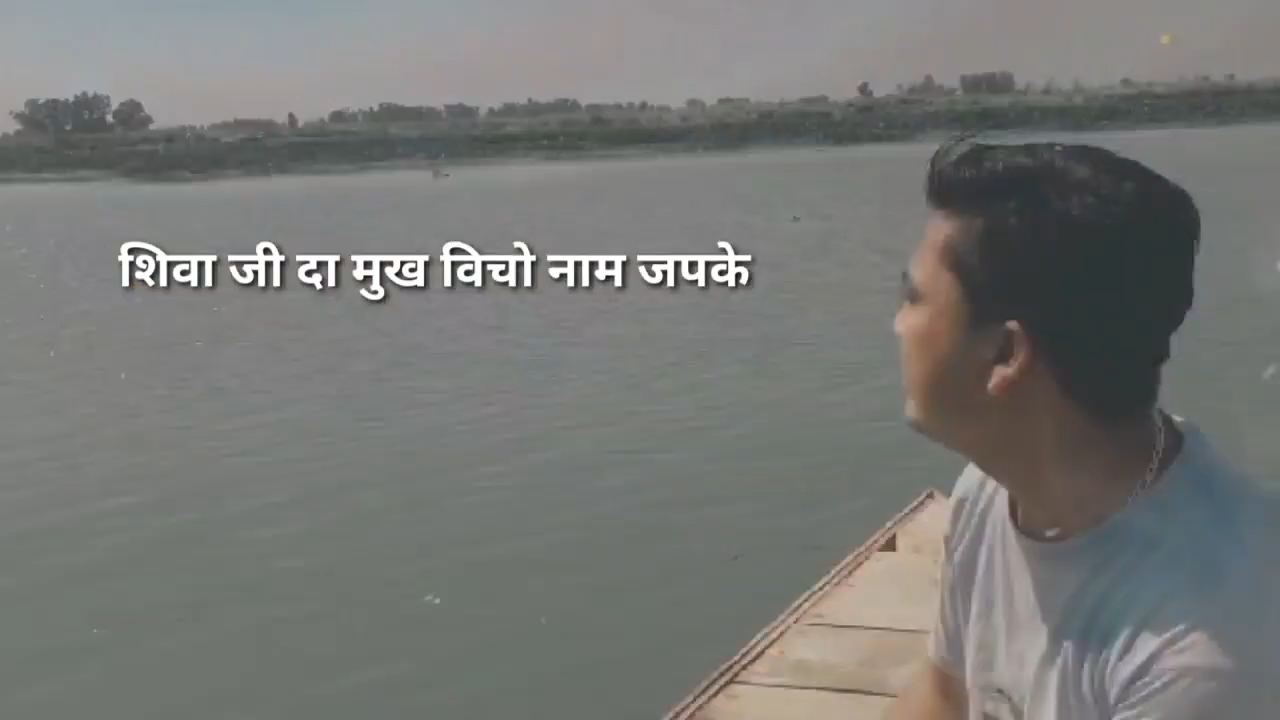 शिवा जी दा मुख विचो नाम जपके